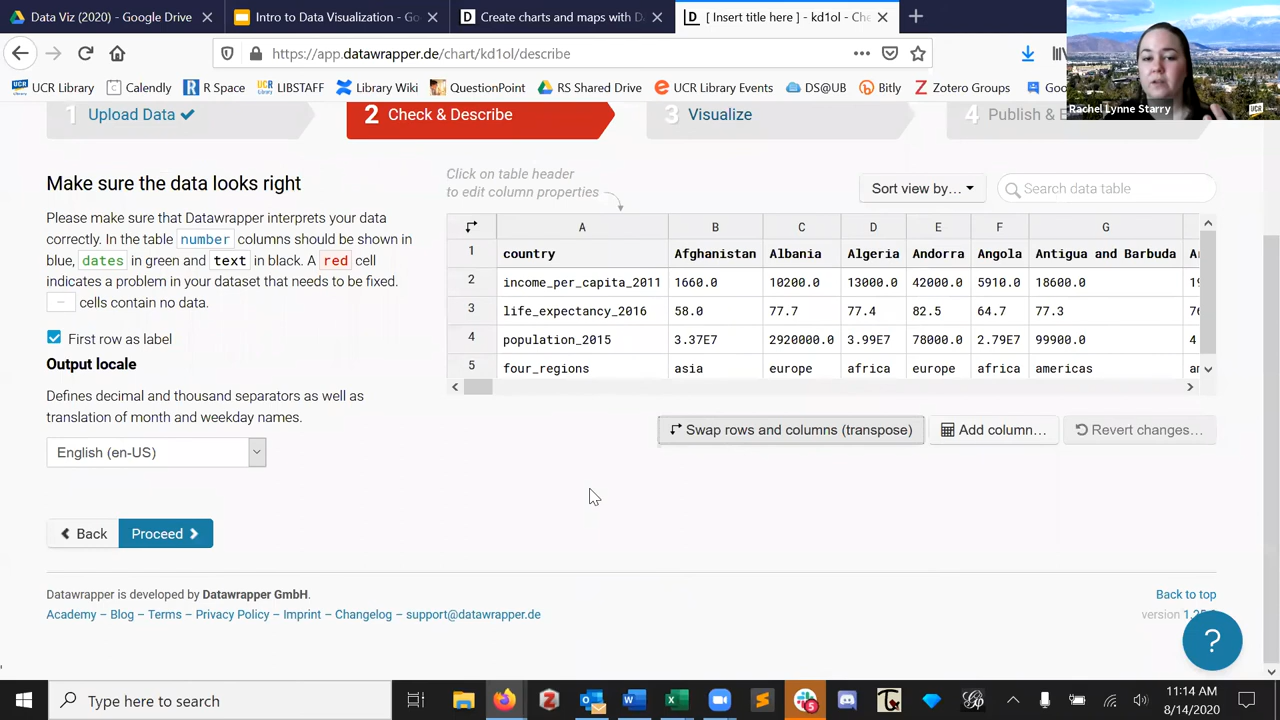 Data Viz (2020) - Google Drive
Intro to Data Visualization - Go
Create charts and maps with D
[ Insert title here ] - kd1ol - Che
https://app.datawrapper.de/chart/kd1ol/describe
UCR Library
Calendly
R Space
LIBSTAFF
Library Wiki
QuestionPoint
RS Shared Drive
UCR Library Events
DS@UB
Bitly
Zotero Groups
Goo
Rachel Lynne Starry
UCR
1 Upload Data
2 Check & Describe
3 Visualize
4 Publish & E
Make sure the data looks right
Please make sure that Datawrapper interprets your data
correctly. In the table number columns should be shown in
blue, dates in green and text in black. A red cell
indicates a problem in your dataset that needs to be fixed.
– cells contain no data.
First row as label
Output locale
Defines decimal and thousand separators as well as
translation of month and weekday names.
English (en-US)
Back
Proceed
Click on table header
to edit column properties
Sort view by…
Search data table
A B C D E F G
1 country Afghanistan Albania Algeria Andorra Angola Antigua and Barbuda
2 income_per_capita_2011 1660.0 10200.0 13000.0 42000.0 5910.0 18600.0
3 life_expectancy_2016 58.0 77.7 77.4 82.5 64.7 77.3
4 population_2015 3.37E7 2920000.0 3.99E7 78000.0 2.79E7 99900.0 4
5 four_regions asia europe africa europe africa americas
Swap rows and columns (transpose)
Add column…
Revert changes…
Datawrapper is developed by Datawrapper GmbH.
Academy – Blog – Terms – Privacy Policy – Imprint – Changelog – support@datawrapper.de
Back to top
version
?
Type here to search
11:14 AM
8/14/2020